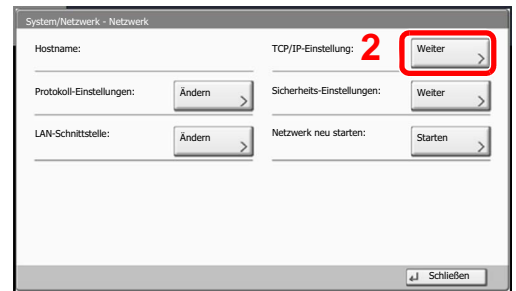 System/Netzwerk - Netzwerk
Hostname:
TCP/IP-Einstellung:
2
Weiter
Protokoll-Einstellungen:
Ändern
Sicherheits-Einstellungen:
Weiter
LAN-Schnittstelle:
Ändern
Netzwerk neu starten:
Starten
Schließen